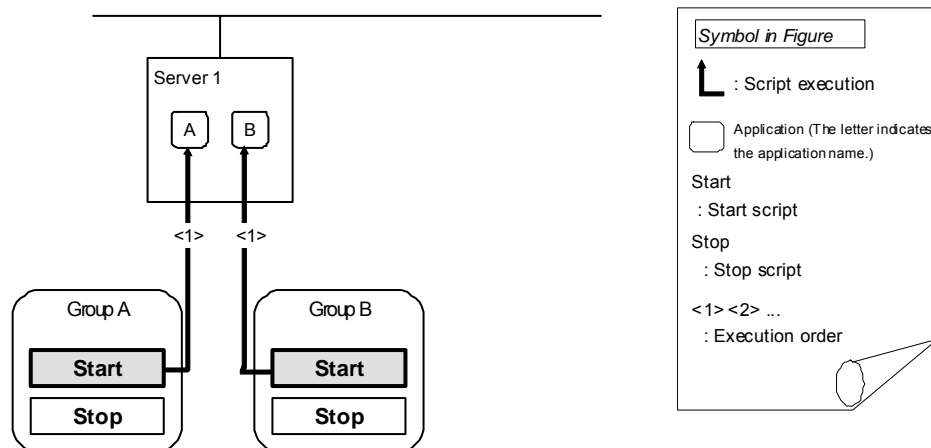 Server 1
A
B
<1>
<1>
Group A
Start
Stop
Group B
Start
Stop
Symbol in Figure
: Script execution
Application (The letter indicates
the application name.)
Start
: Start script
Stop
: Stop script
<1> <2> ...
: Execution order